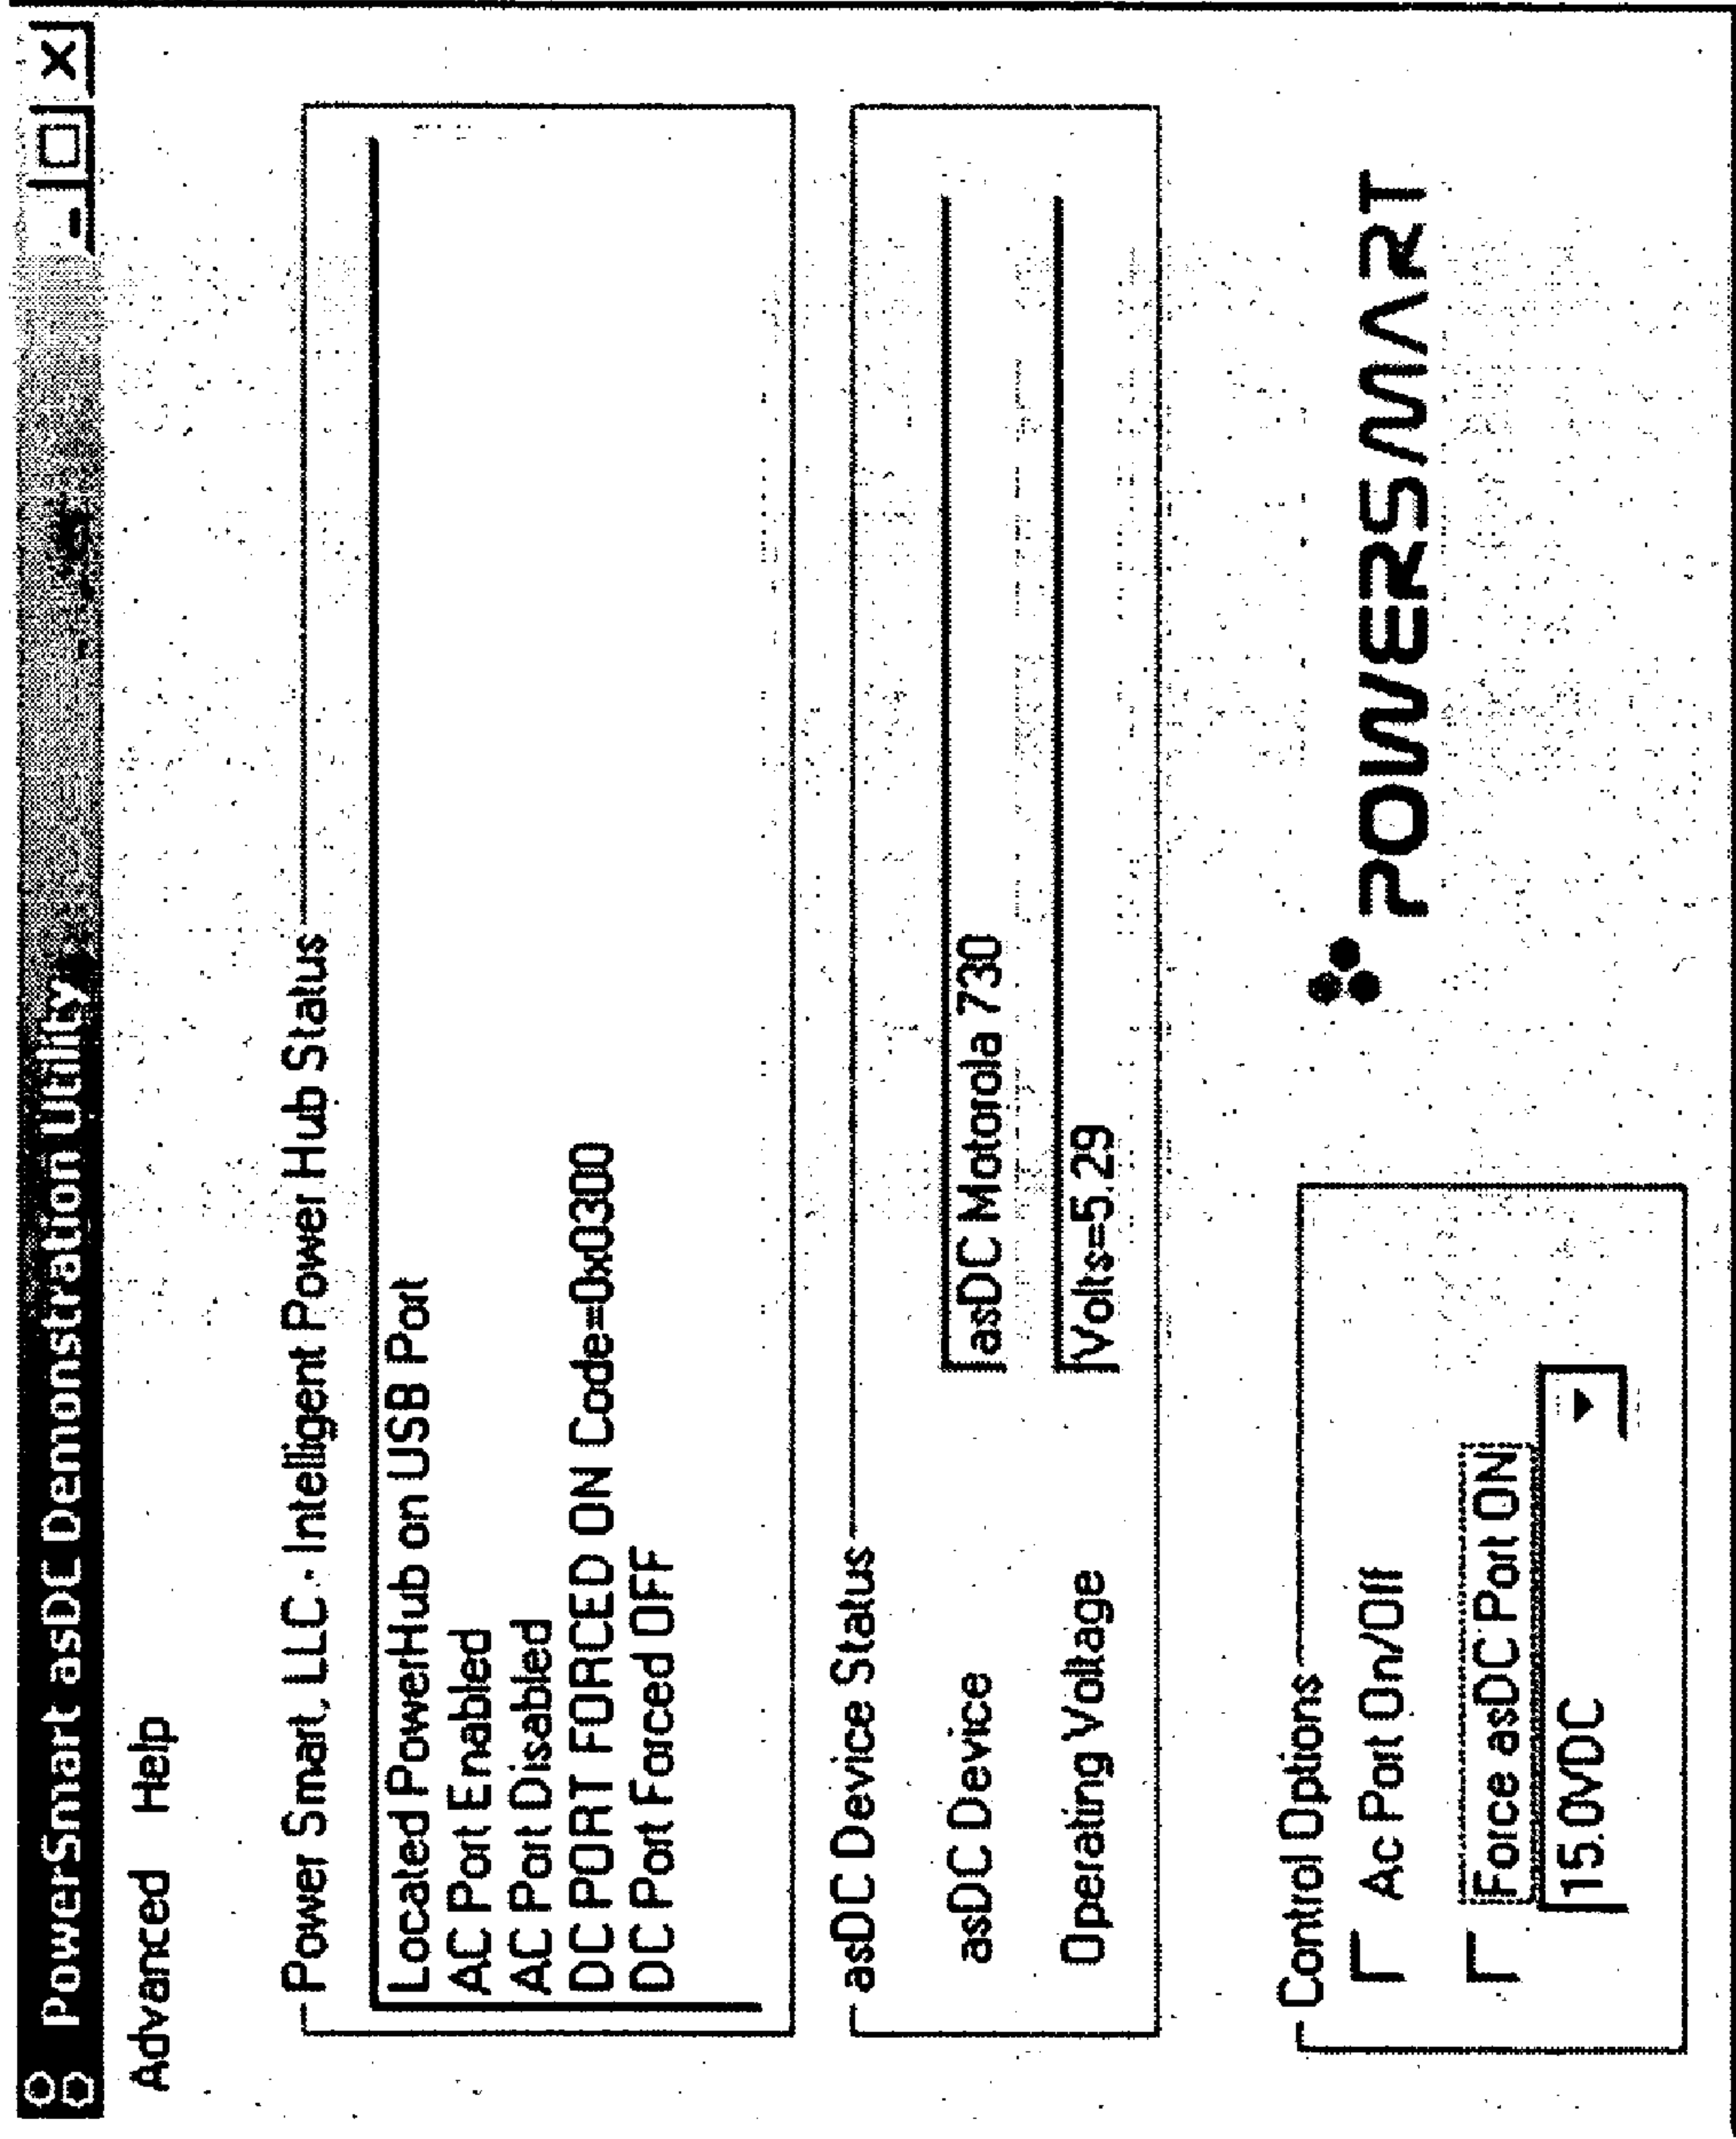 PowerSmart asDC Demonstration Utility
Advanced Help
Power Smart, LLC - Intelligent Power Hub Status
Located PowerHub on USB Port
AC Port Enabled
AC Port Disabled
DC PORT FORCED ON Code=0x0300
DC Port Forced OFF
asDC Device Status
asDC Device
asDC Motorola 730
Operating Voltage
Volts=5.29
Control Options
Ac Port On/Off
Force asDC Port ON
15.0VDC
POWERSMART